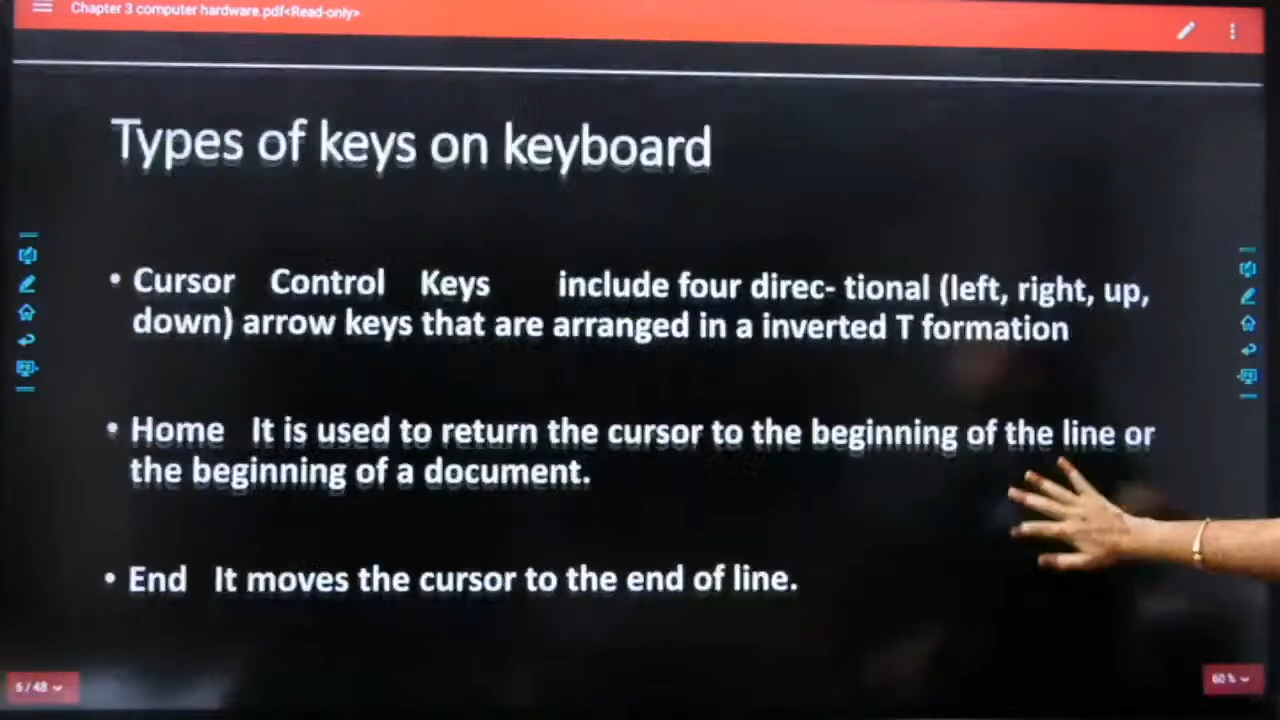 Chapter 3 computer hardware.pdf<Read-only>
Types of keys on keyboard
• Cursor Control Keys include four direc- tional (left, right, up,
down) arrow keys that are arranged in a inverted T formation
• Home It is used to return the cursor to the beginning of the line or
the beginning of a document.
• End It moves the cursor to the end of line.
6 / 48
60 %